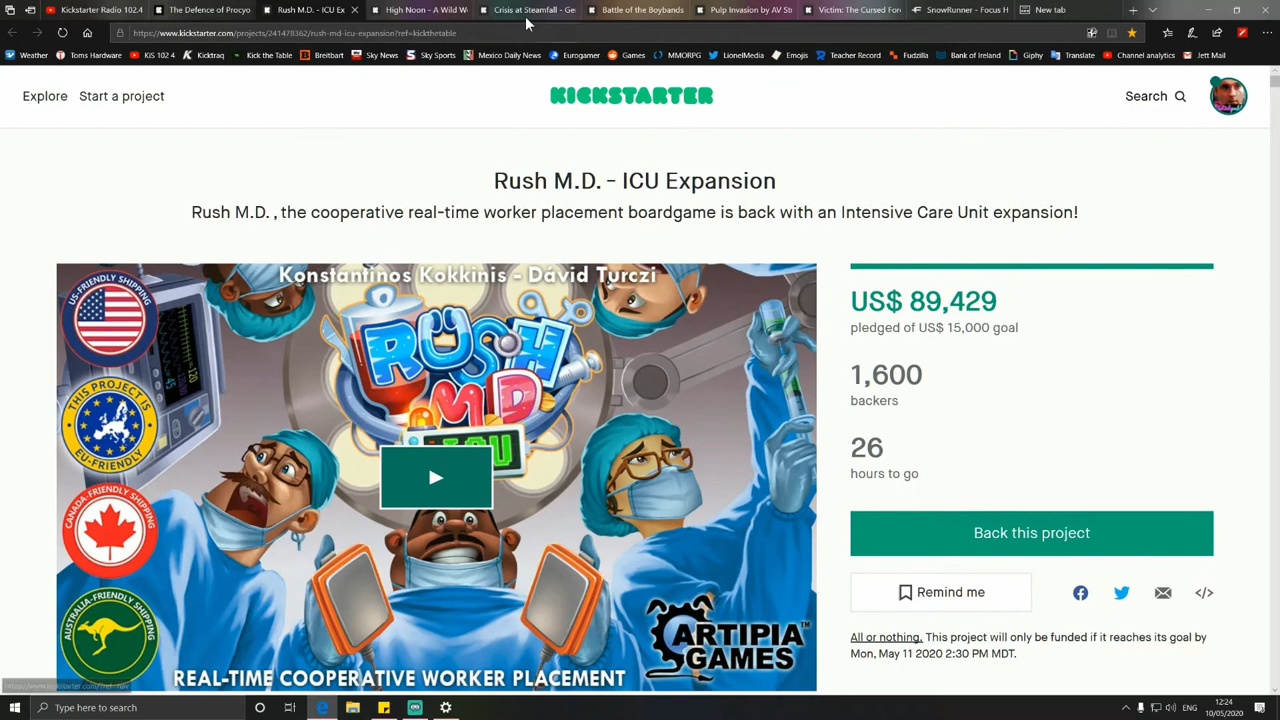 Kickstarter Radio 102.4
The Defence of Procyo
Rush M.D. - ICU Ex
High Noon - A Wild W
Crisis at Steamfall - Ge
Battle of the Boybands
Pulp Invasion by AV St
Victim: The Cursed For
SnowRunner - Focus H
New tab
https://www.kickstarter.com/projects/241478362/rush-md-icu-expansion?ref=kickthetable
Weather
Toms Hardware
KiS 102 4
Kicktraq
Kick the Table
Breitbart
Sky News
Sky Sports
Mexico Daily News
Eurogamer
Games
MMORPG
LionelMedia
Emojis
Teacher Record
Fudzilla
Bank of Ireland
Giphy
Translate
Channel analytics
Jett Mail
Explore Start a project
KICKSTARTER
Search
Rush M.D. - ICU Expansion
Rush M.D. , the cooperative real-time worker placement boardgame is back with an Intensive Care Unit expansion!
Konstantinos Kokkinis - Dávid Turczi
US-FRIENDLY SHIPPING
THIS PROJECT IS
EU-FRIENDLY
CANADA-FRIENDLY SHIPPING
AUSTRALIA-FRIENDLY SHIPPING
RUSH
MD
ICU
ARTIPIA
GAMES
TM
REAL-TIME COOPERATIVE WORKER PLACEMENT
US$ 89,429
pledged of US$ 15,000 goal
1,600
backers
26
hours to go
Back this project
Remind me
All or nothing. This project will only be funded if it reaches its goal by
Mon, May 11 2020 2:30 PM MDT.
https://www.kickstarter.com/?ref=nav
Type here to search
12:24
10/05/2020